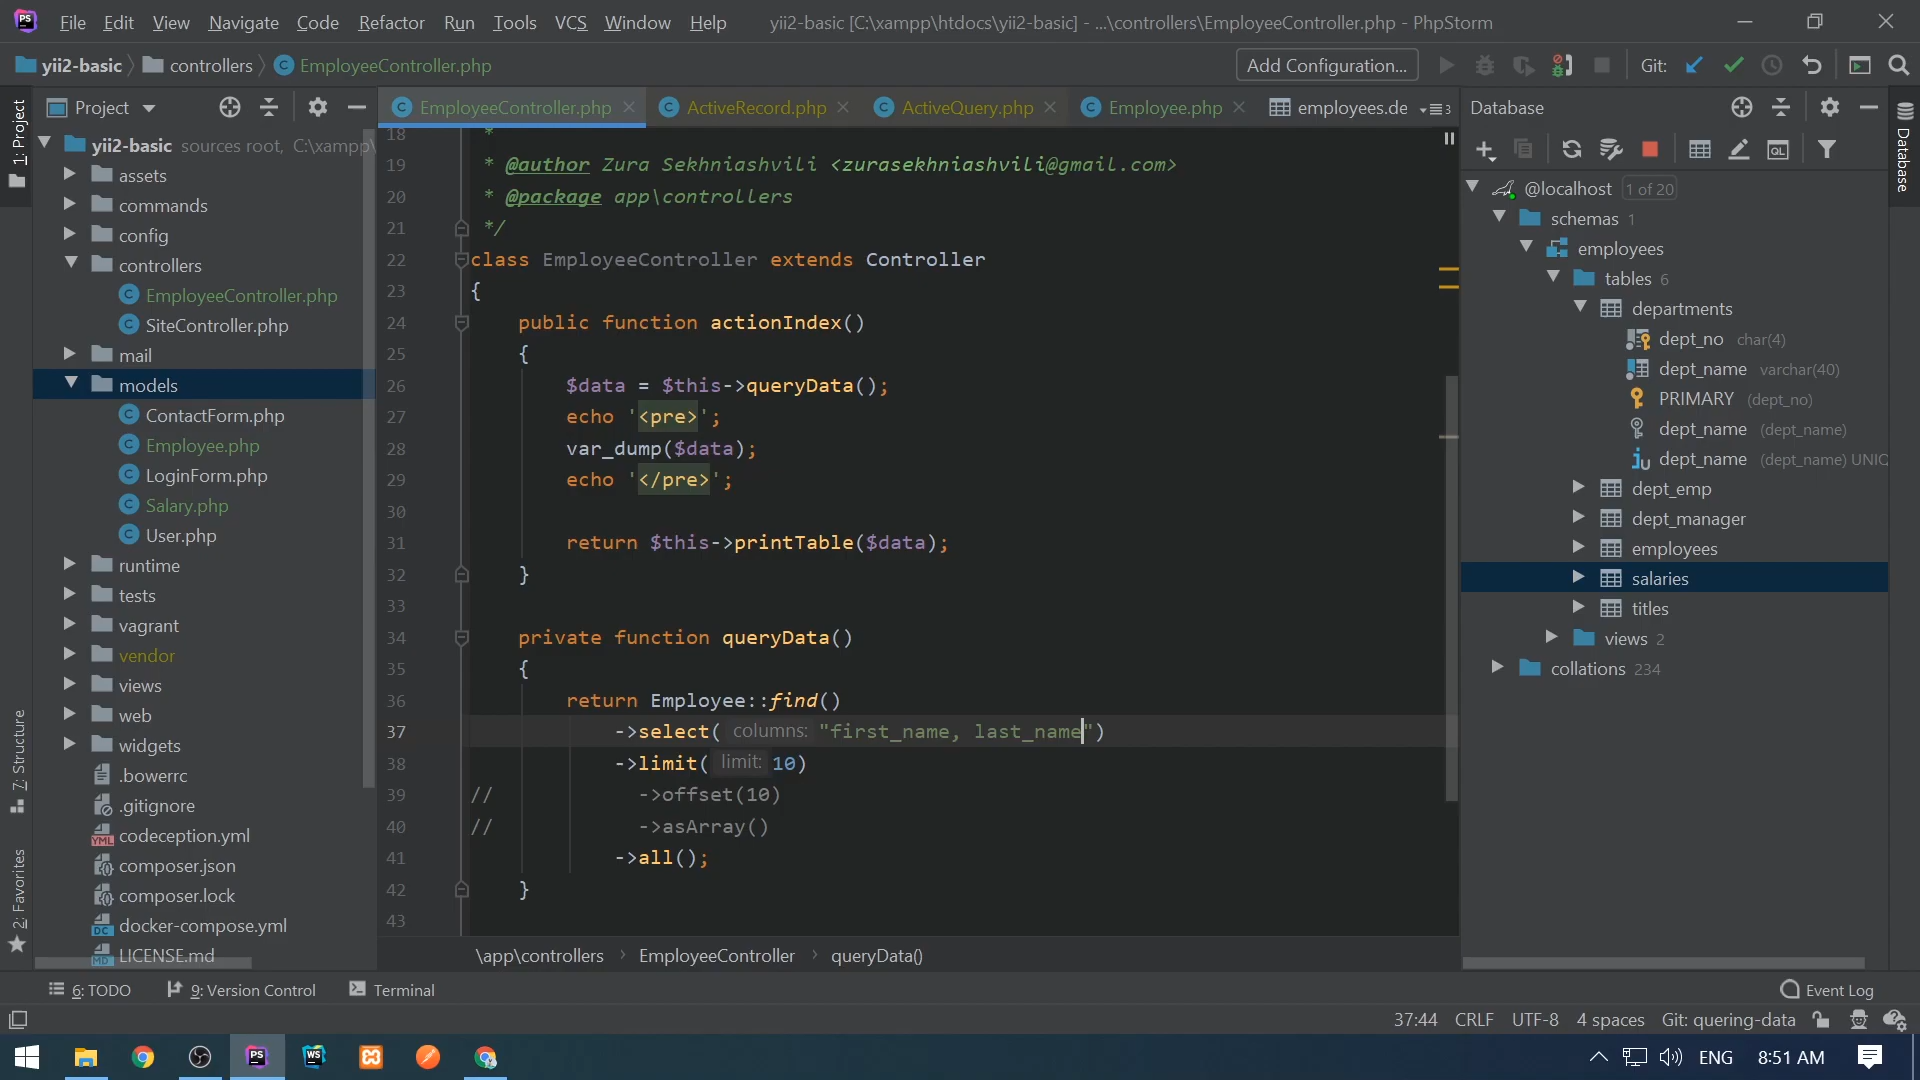 File Edit View Navigate Code Refactor Run Tools VCS Window Help yii2-basic [C:\xampp\htdocs\yii2-basic] - ...\controllers\EmployeeController.php - PhpStorm
yii2-basic controllers EmployeeController.php Add Configuration... Git:
1: Project
7: Structure
2: Favorites
Project
yii2-basic sources root, C:\xampp\
assets
commands
config
controllers
EmployeeController.php
SiteController.php
mail
models
ContactForm.php
Employee.php
LoginForm.php
Salary.php
User.php
runtime
tests
vagrant
vendor
views
web
widgets
.bowerrc
.gitignore
codeception.yml
composer.json
composer.lock
docker-compose.yml
LICENSE.md
EmployeeController.php ActiveRecord.php ActiveQuery.php Employee.php employees.de 3
18 *
19 * @author Zura Sekhniashvili <zurasekhniashvili@gmail.com>
20 * @package app\controllers
21 */
22 class EmployeeController extends Controller
23 {
24 public function actionIndex()
25 {
26 $data = $this->queryData();
27 echo '<pre>';
28 var_dump($data);
29 echo '</pre>';
30
31 return $this->printTable($data);
32 }
33
34 private function queryData()
35 {
36 return Employee::find()
37 ->select( columns: "first_name, last_name")
38 ->limit( limit: 10)
39 // ->offset(10)
40 // ->asArray()
41 ->all();
42 }
43
\app\controllers › EmployeeController › queryData()
Database
@localhost 1 of 20
schemas 1
employees
tables 6
departments
dept_no char(4)
dept_name varchar(40)
PRIMARY (dept_no)
dept_name (dept_name)
dept_name (dept_name) UNIQ
dept_emp
dept_manager
employees
salaries
titles
views 2
collations 234
Database
6: TODO 9: Version Control Terminal Event Log
37:44 CRLF UTF-8 4 spaces Git: quering-data
ENG 8:51 AM